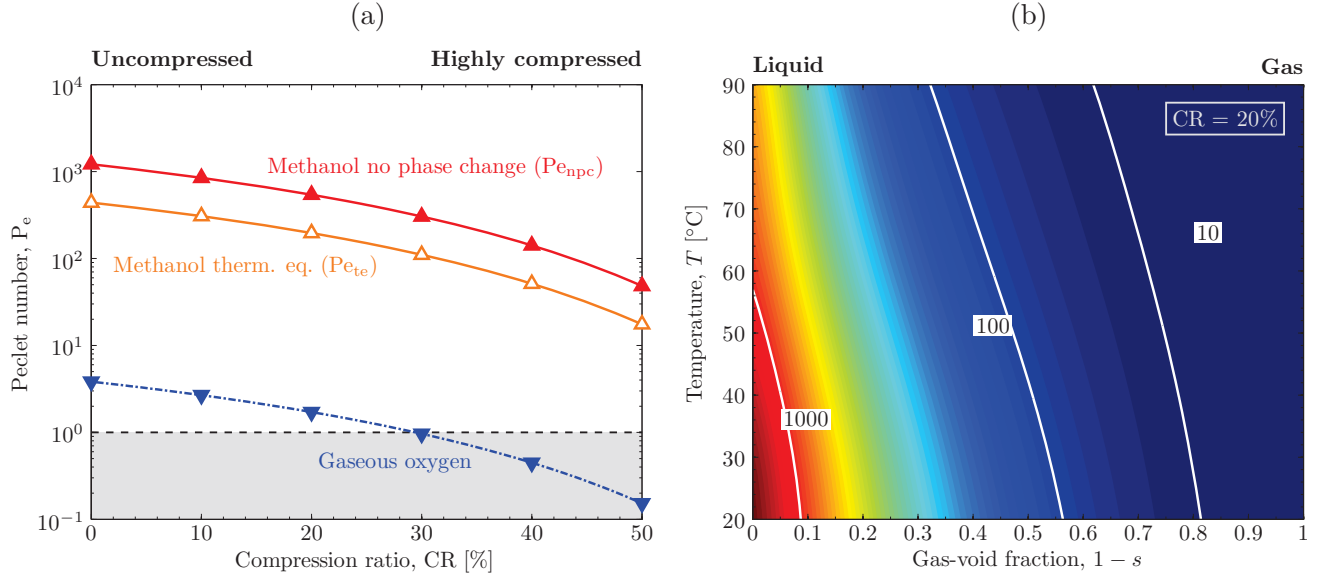 (a)
Uncompressed
Highly compressed
10⁴
10³
10²
10¹
10⁰
10⁻¹
Peclet number, Pₑ
Methanol no phase change (Pe_npc)
Methanol therm. eq. (Pe_te)
Gaseous oxygen
0
10
20
30
40
50
Compression ratio, CR [%]
(b)
Liquid
Gas
CR = 20%
90
80
70
60
50
40
30
20
Temperature, T [°C]
10
100
1000
0
0.1
0.2
0.3
0.4
0.5
0.6
0.7
0.8
0.9
1
Gas-void fraction, 1 − s